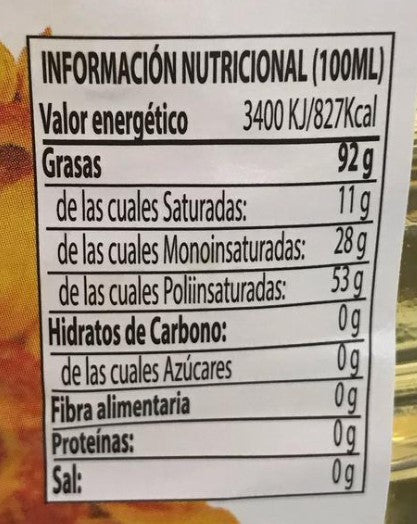 INFORMACIÓN NUTRICIONAL (100ML)
Valor energético 3400 KJ/827Kcal
Grasas 92 g
de las cuales Saturadas: 11 g
de las cuales Monoinsaturadas: 28 g
de las cuales Poliinsaturadas: 53 g
Hidratos de Carbono: 0 g
de las cuales Azúcares 0 g
Fibra alimentaria 0 g
Proteínas: 0 g
Sal: 0 g